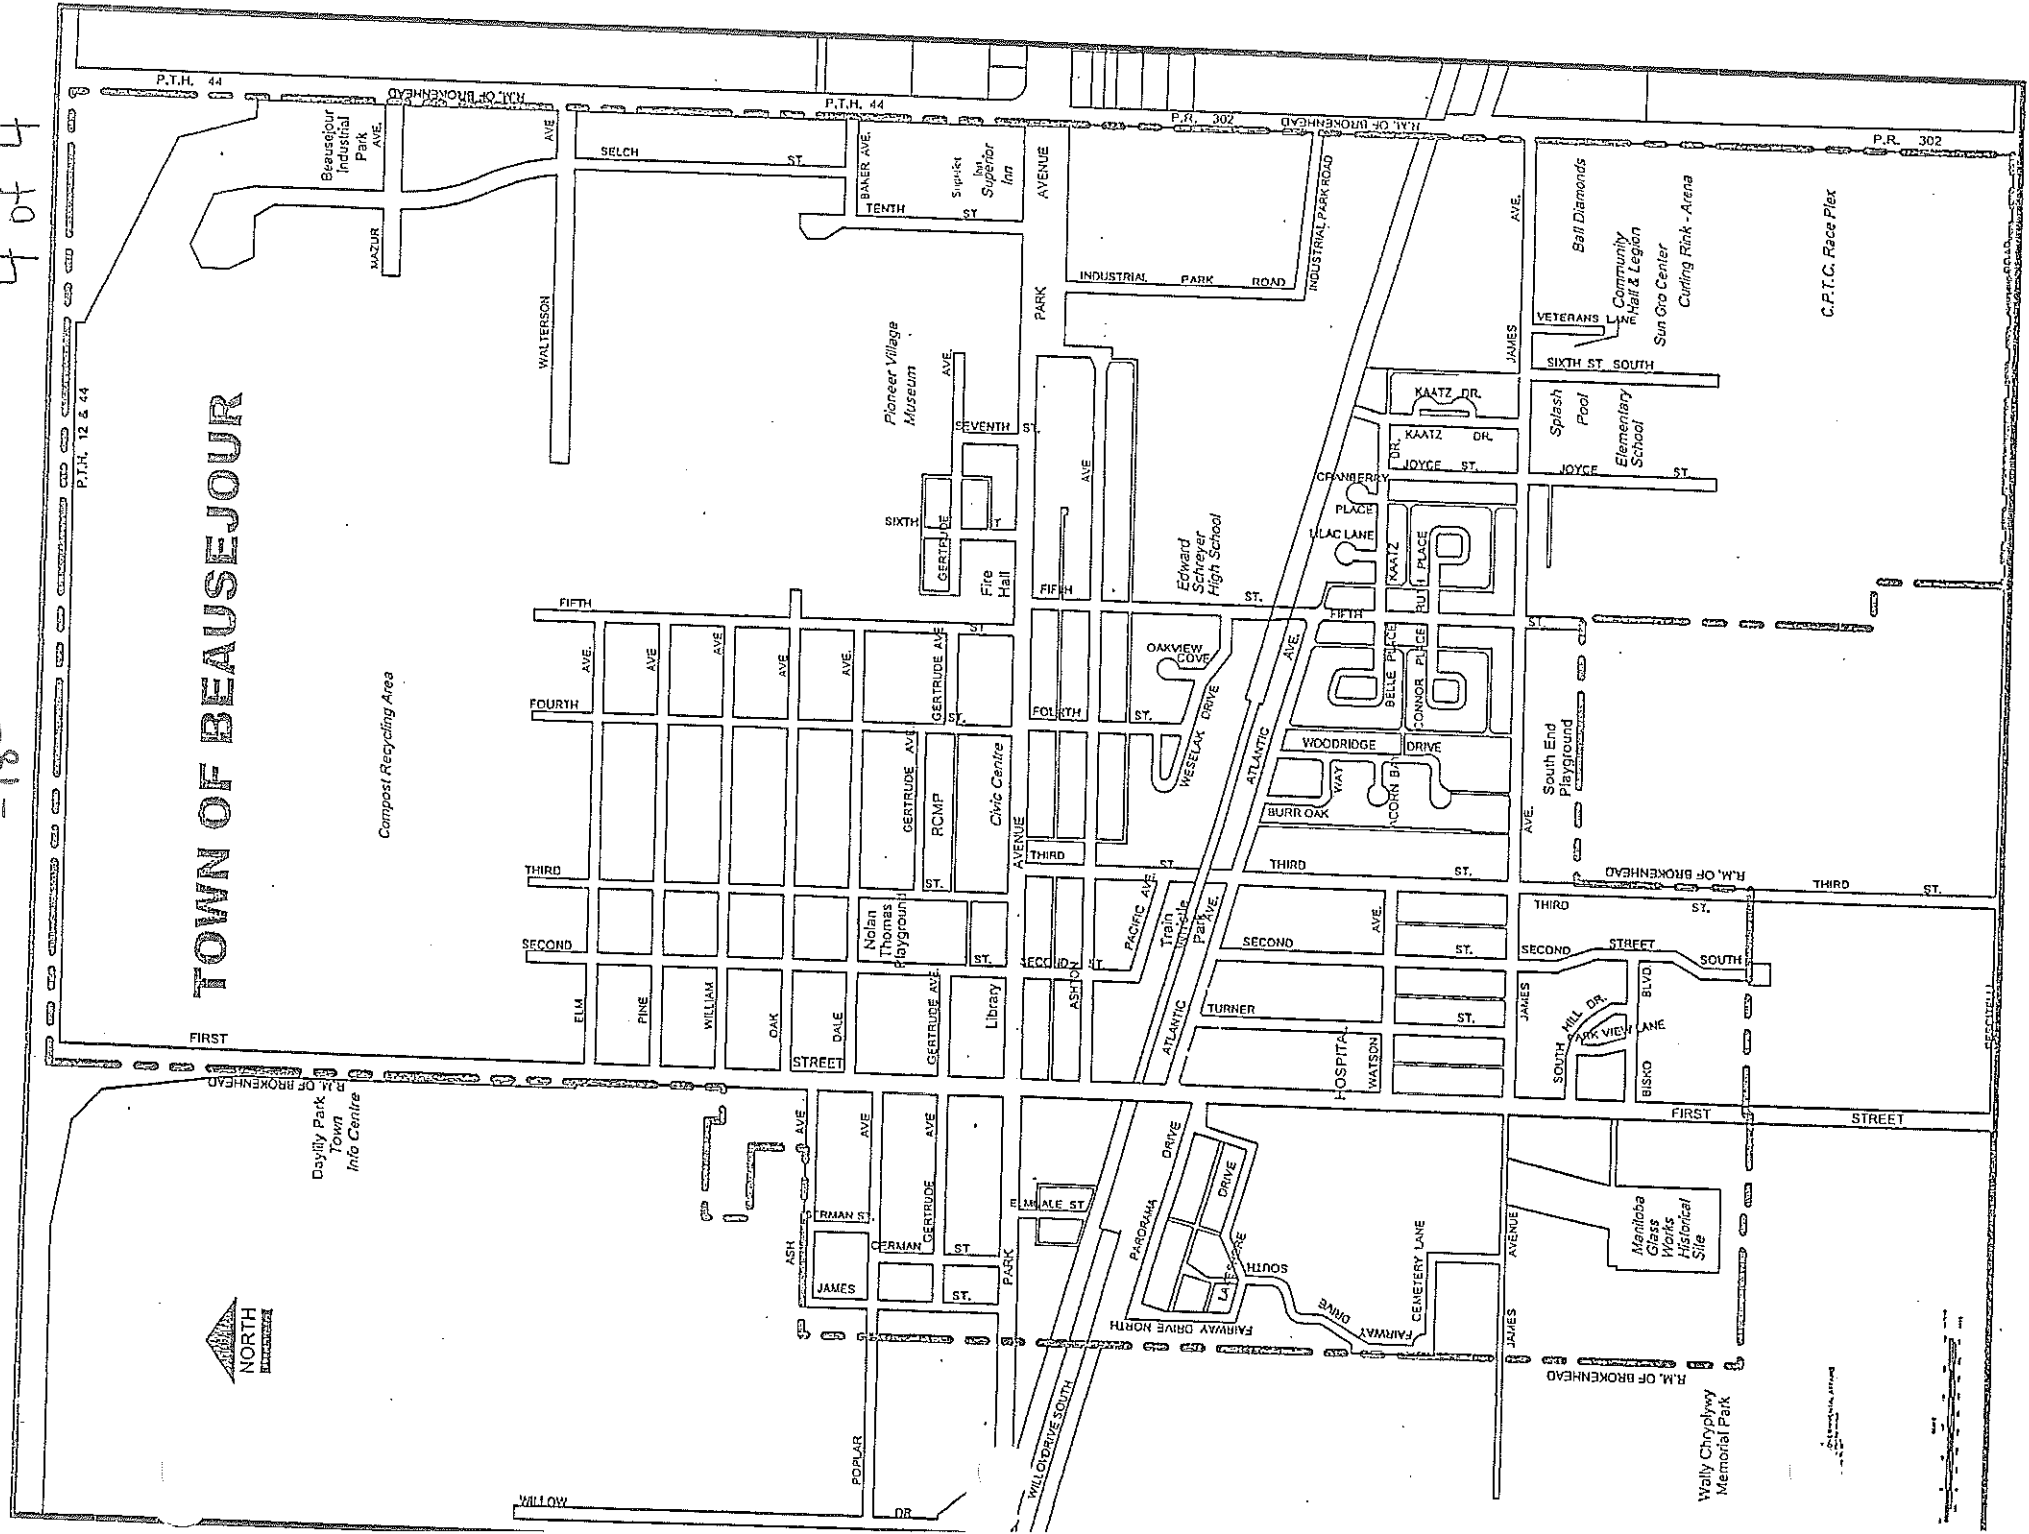 4 of 4
TOWN OF BEAUSEJOUR
NORTH
P.T.H. 44
R.M. OF BROKENHEAD
P.T.H. 44
P.R. 302
R.M. OF BROKENHEAD
P.R. 302
P.T.H. 12 & 44
Beausejour
Industrial
Park
AVE.
MAZUR
AVE
WALTERSON
SELCH ST.
BAKER AVE.
TENTH ST
Superior
Inn
AVENUE
PARK
INDUSTRIAL PARK ROAD
INDUSTRIAL PARK ROAD
Pioneer Village
Museum
AVE.
SEVENTH ST.
SIXTH
GERTRUDE
Fire
Hall
AVE
Edward
Schreyer
High School
AVE.
JAMES
Ball Diamonds
Community
Hall & Legion
VETERANS LANE
Sun Gro Center
Curling Rink - Arena
C.P.T.C. Race Plex
SIXTH ST SOUTH
Splash
Pool
Elementary
School
JOYCE ST.
KAATZ DR.
KAATZ DR.
DR.
JOYCE ST.
CRANBERRY
PLACE
LILAC LANE
KAATZ
RUTH PLACE
Compost Recycling Area
FIFTH ST
FIFTH ST.
FIFTH ST.
FOURTH ST.
FOURTH ST.
AVE.
AVE
AVE
AVE
AVE.
GERTRUDE AVE
GERTRUDE AVE
RCMP
Civic Centre
AVENUE
OAKVIEW
COVE
WESELAK DRIVE
AVE.
ATLANTIC
BELLE PLACE
CONNOR PLACE
WOODRIDGE DRIVE
BURR OAK
WAY
ACORN BAY
South End
Playground
AVE.
THIRD ST.
THIRD ST.
THIRD ST.
THIRD ST.
THIRD ST.
R.M. OF BROKENHEAD
Nolan
Thomas
Playground
SECOND ST.
SECOND ST.
ASHTON
PACIFIC AVE.
Train
Whistle
Park
AVE.
ATLANTIC
SECOND ST.
AVE.
WATSON
SECOND STREET SOUTH
ELM
PINE
WILLIAM
OAK
DALE
GERTRUDE AVE.
Library
TURNER ST.
HOSPITAL
JAMES
SOUTH HILL DR.
PARK VIEW LANE
BLVD.
BISKO
FIRST STREET
FIRST STREET
R.M. OF BROKENHEAD
Daylily Park
Town
Info Centre
AVE
ASH
AVE
AVE
GERTRUDE
GERMAN ST
JAMES ST.
PARK
DRIVE
PARORAMA
DRIVE
SOUTH
FAIRWAY DRIVE NORTH
FAIRWAY DRIVE
CEMETERY LANE
AVENUE
JAMES
Manitoba
Glass
Works
Historical
Site
R.M. OF BROKENHEAD
Wally Chryplywy
Memorial Park
POPLAR
WILLOW
DR
WILLOW DRIVE SOUTH